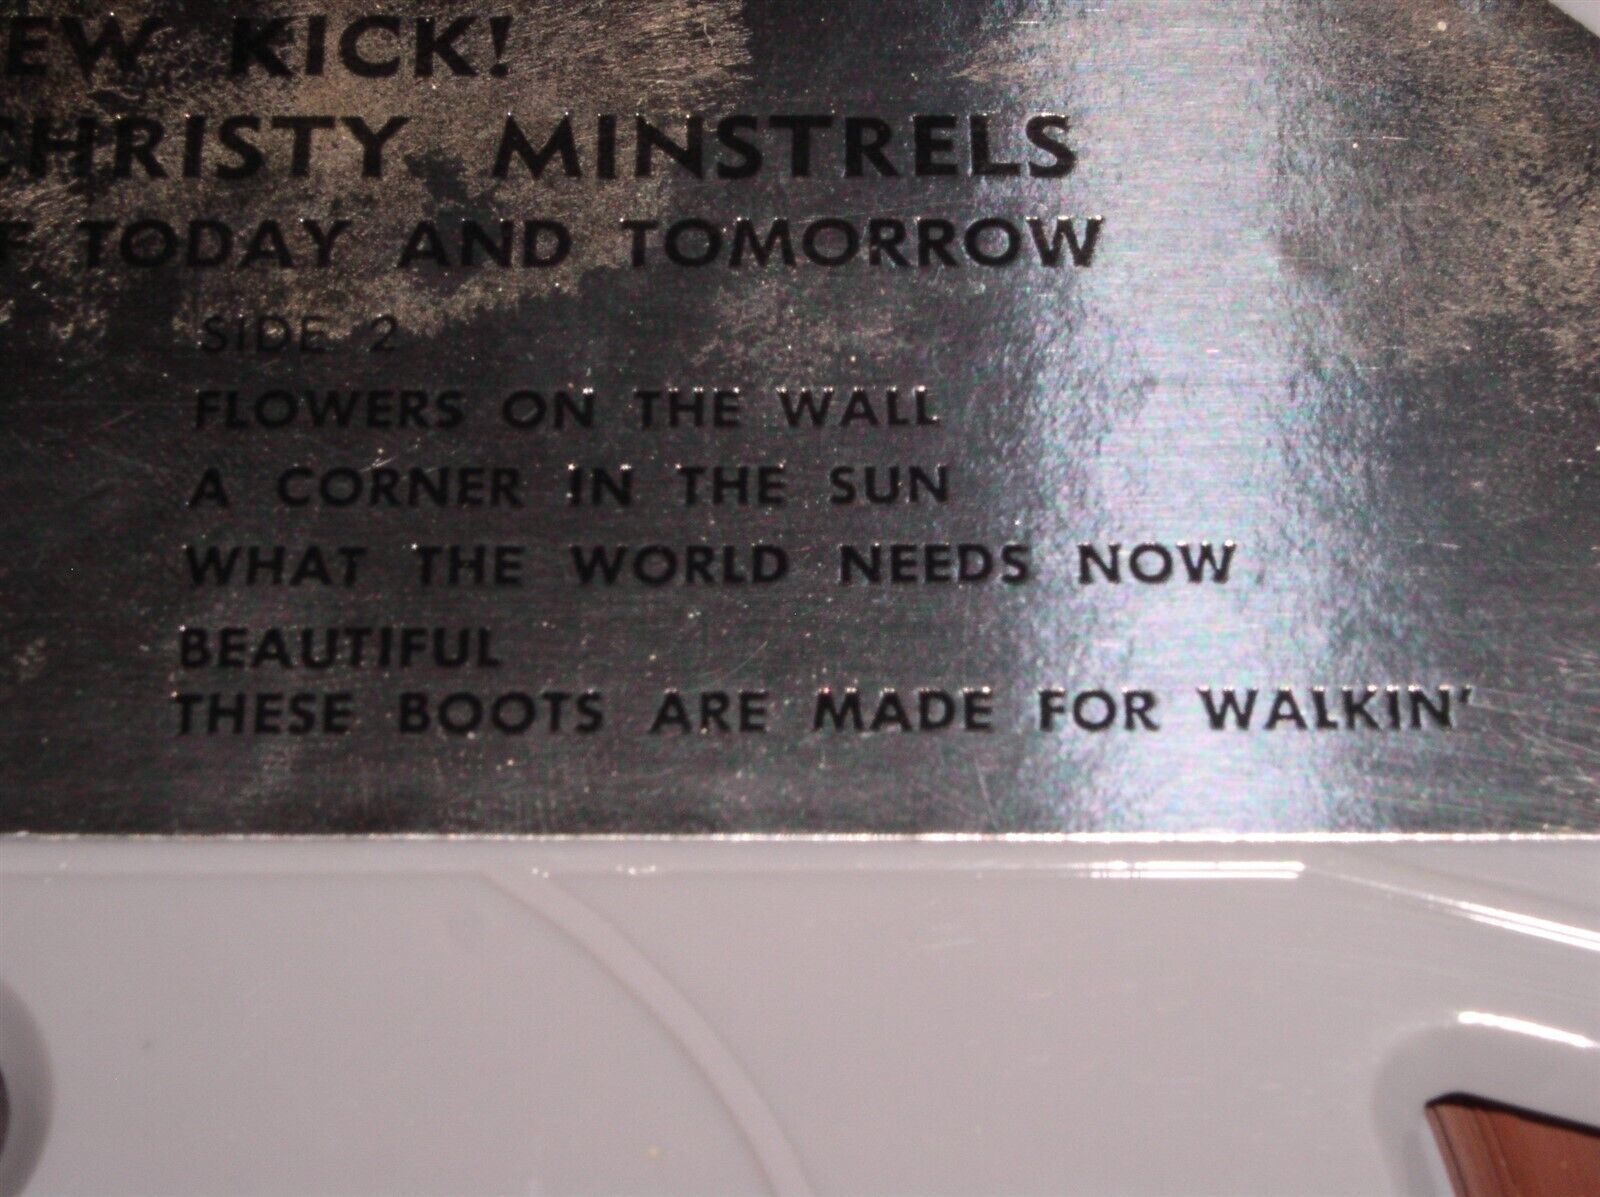 EW KICK!
CHRISTY MINSTRELS
F TODAY AND TOMORROW
SIDE 2
FLOWERS ON THE WALL
A CORNER IN THE SUN
WHAT THE WORLD NEEDS NOW
BEAUTIFUL
THESE BOOTS ARE MADE FOR WALKIN'